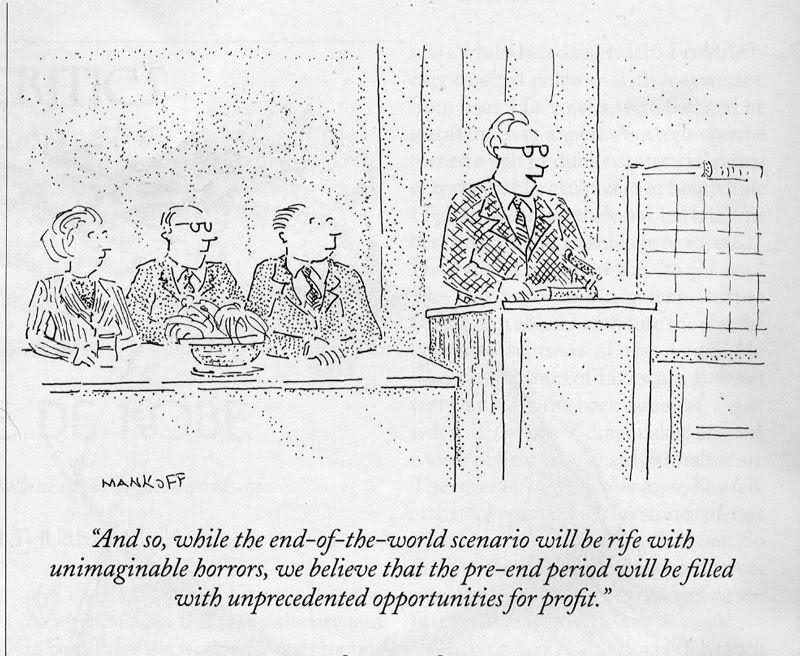 MANKOFF
“And so, while the end-of-the-world scenario will be rife with
unimaginable horrors, we believe that the pre-end period will be filled
with unprecedented opportunities for profit.”